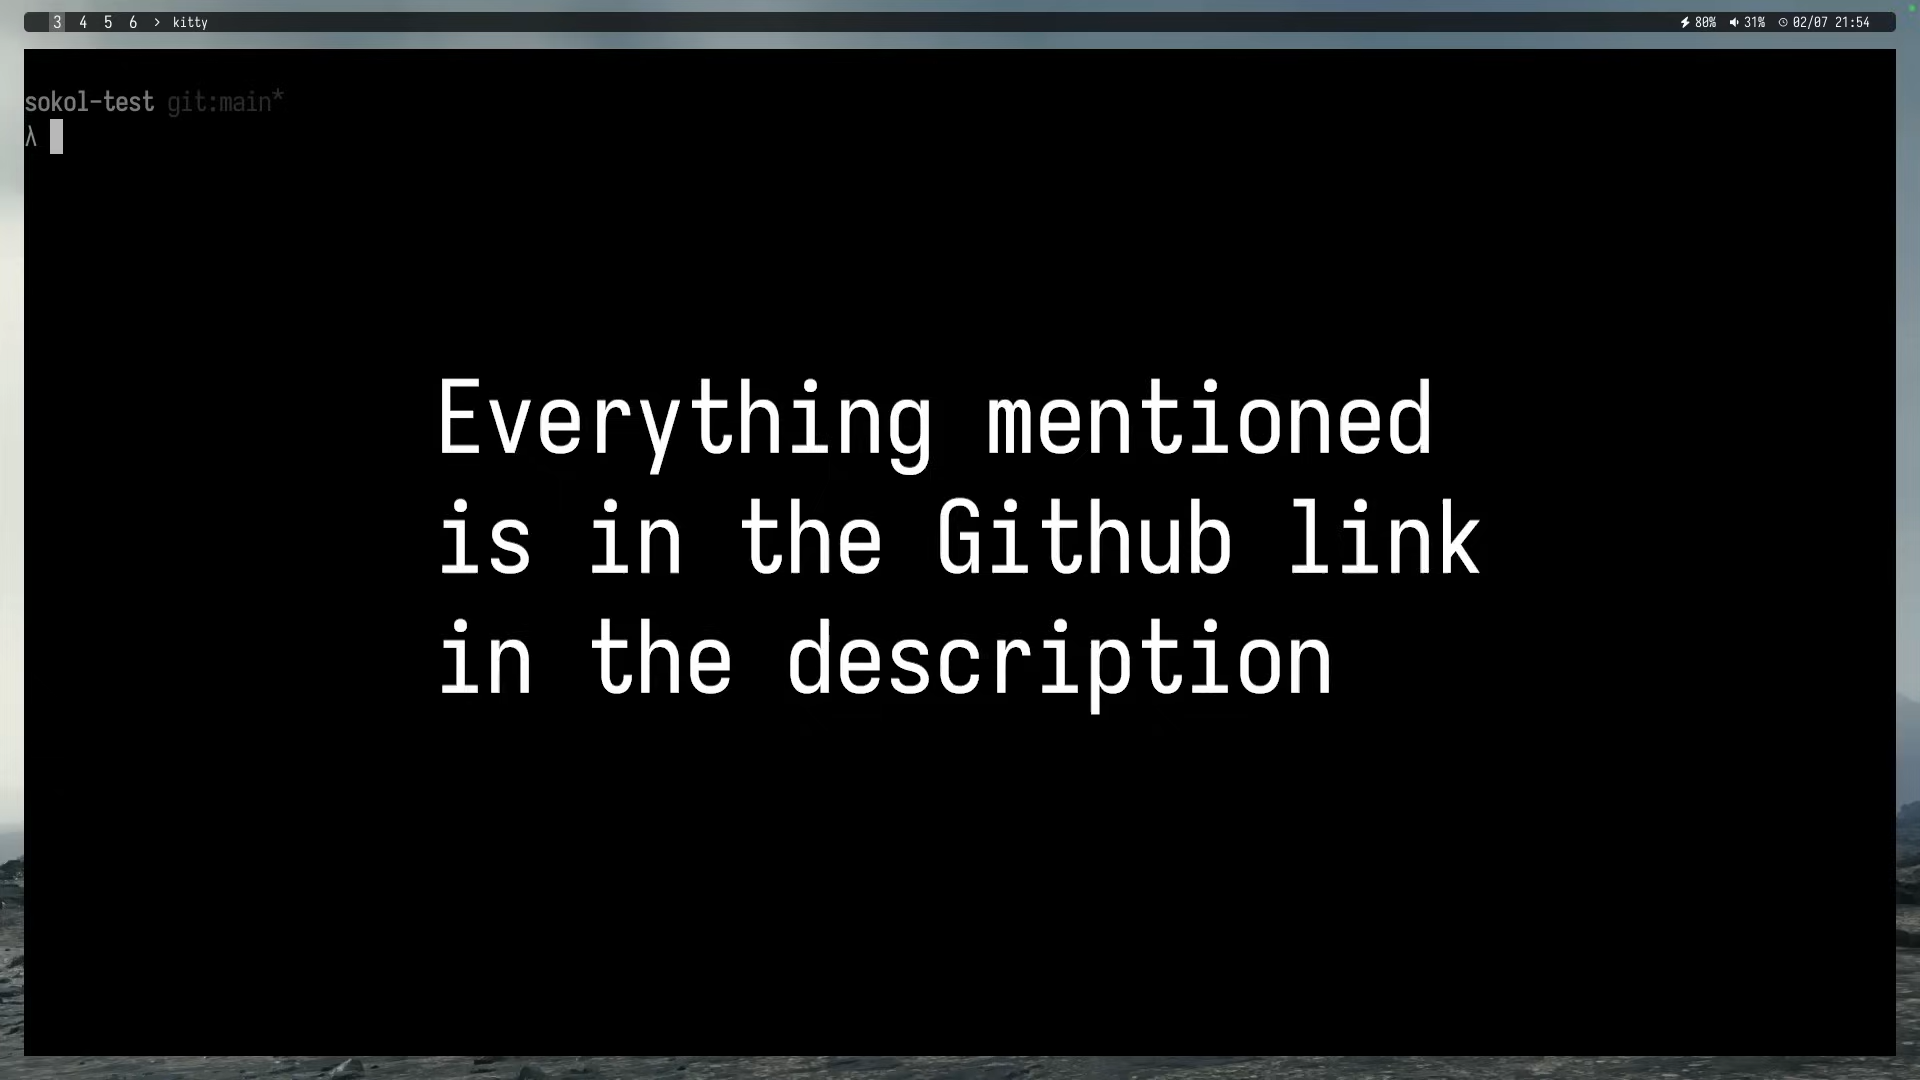 3 4 5 6 > kitty
80% 31% 02/07 21:54
sokol-test git:main*
λ
Everything mentioned
is in the Github link
in the description